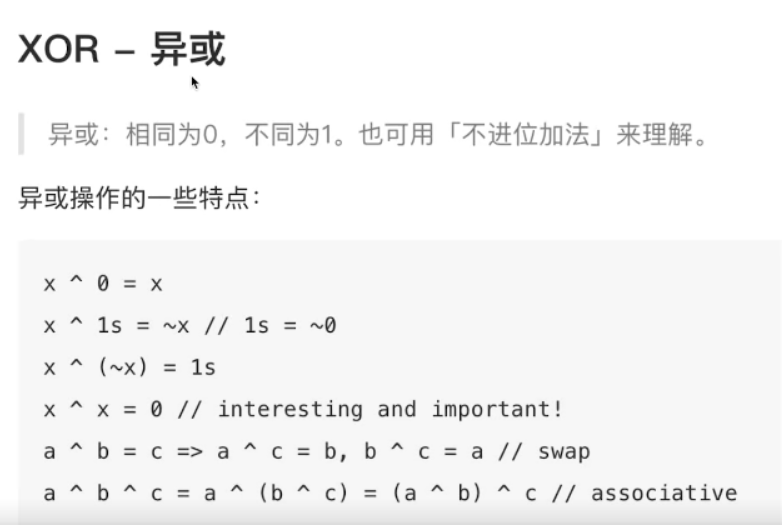 XOR – 异或
异或：相同为0，不同为1。也可用「不进位加法」来理解。
异或操作的一些特点：
x ^ 0 = x
x ^ 1s = ~x // 1s = ~0
x ^ (~x) = 1s
x ^ x = 0 // interesting and important!
a ^ b = c => a ^ c = b, b ^ c = a // swap
a ^ b ^ c = a ^ (b ^ c) = (a ^ b) ^ c // associative